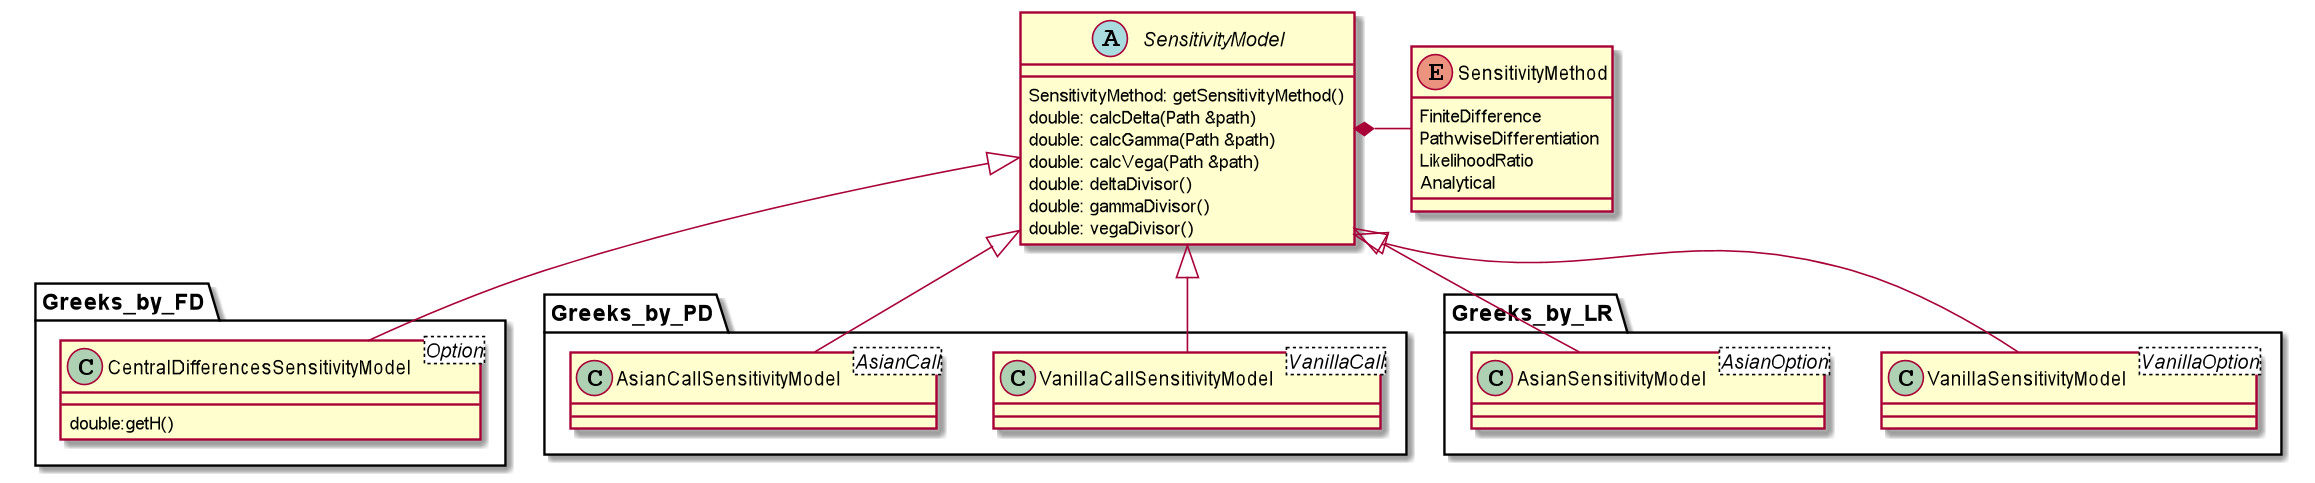 A SensitivityModel
SensitivityMethod: getSensitivityMethod()
double: calcDelta(Path &path)
double: calcGamma(Path &path)
double: calcVega(Path &path)
double: deltaDivisor()
double: gammaDivisor()
double: vegaDivisor()
E SensitivityMethod
FiniteDifference
PathwiseDifferentiation
LikelihoodRatio
Analytical
Greeks_by_FD
Option
C CentralDifferencesSensitivityModel
double:getH()
Greeks_by_PD
AsianCall
C AsianCallSensitivityModel
VanillaCall
C VanillaCallSensitivityModel
Greeks_by_LR
AsianOption
C AsianSensitivityModel
VanillaOption
C VanillaSensitivityModel